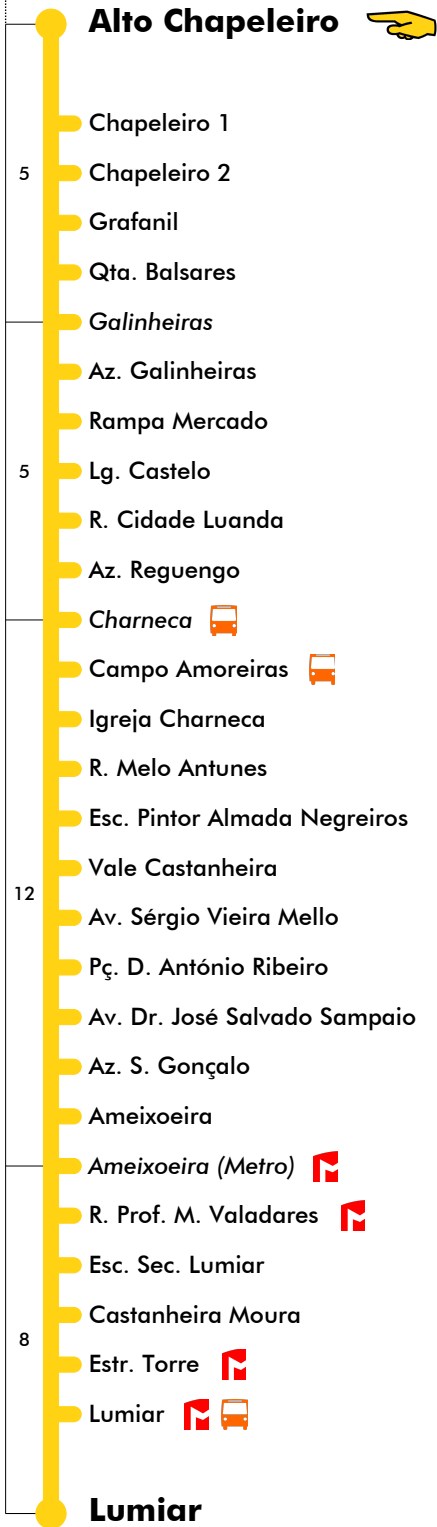 Alto Chapeleiro
Chapeleiro 1
5
Chapeleiro 2
Grafanil
Qta. Balsares
Galinheiras
Az. Galinheiras
Rampa Mercado
5
Lg. Castelo
R. Cidade Luanda
Az. Reguengo
Charneca
Campo Amoreiras
Igreja Charneca
R. Melo Antunes
Esc. Pintor Almada Negreiros
Vale Castanheira
12
Av. Sérgio Vieira Mello
Pç. D. António Ribeiro
Av. Dr. José Salvado Sampaio
Az. S. Gonçalo
Ameixoeira
Ameixoeira (Metro)
R. Prof. M. Valadares
Esc. Sec. Lumiar
Castanheira Moura
8
Estr. Torre
Lumiar
Lumiar